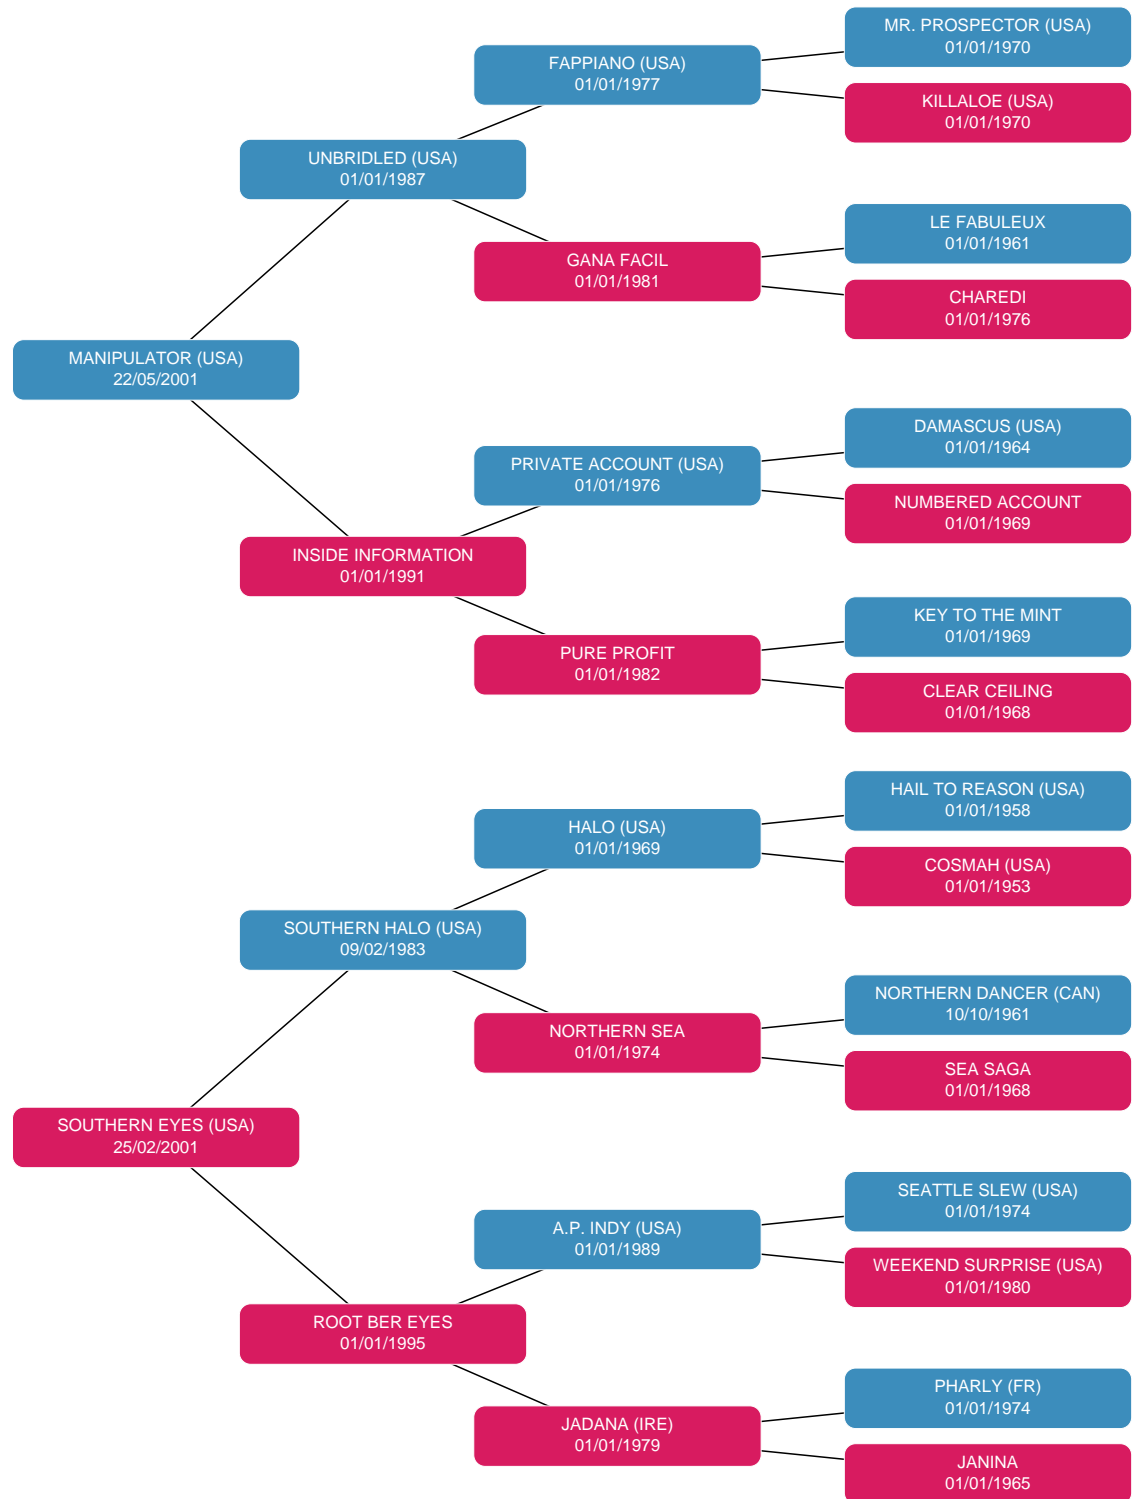 MR. PROSPECTOR (USA)
01/01/1970
FAPPIANO (USA)
01/01/1977
KILLALOE (USA)
01/01/1970
UNBRIDLED (USA)
01/01/1987
LE FABULEUX
01/01/1961
GANA FACIL
01/01/1981
CHAREDI
01/01/1976
MANIPULATOR (USA)
22/05/2001
DAMASCUS (USA)
01/01/1964
PRIVATE ACCOUNT (USA)
01/01/1976
NUMBERED ACCOUNT
01/01/1969
INSIDE INFORMATION
01/01/1991
KEY TO THE MINT
01/01/1969
PURE PROFIT
01/01/1982
CLEAR CEILING
01/01/1968
HAIL TO REASON (USA)
01/01/1958
HALO (USA)
01/01/1969
COSMAH (USA)
01/01/1953
SOUTHERN HALO (USA)
09/02/1983
NORTHERN DANCER (CAN)
10/10/1961
NORTHERN SEA
01/01/1974
SEA SAGA
01/01/1968
SOUTHERN EYES (USA)
25/02/2001
SEATTLE SLEW (USA)
01/01/1974
A.P. INDY (USA)
01/01/1989
WEEKEND SURPRISE (USA)
01/01/1980
ROOT BER EYES
01/01/1995
PHARLY (FR)
01/01/1974
JADANA (IRE)
01/01/1979
JANINA
01/01/1965